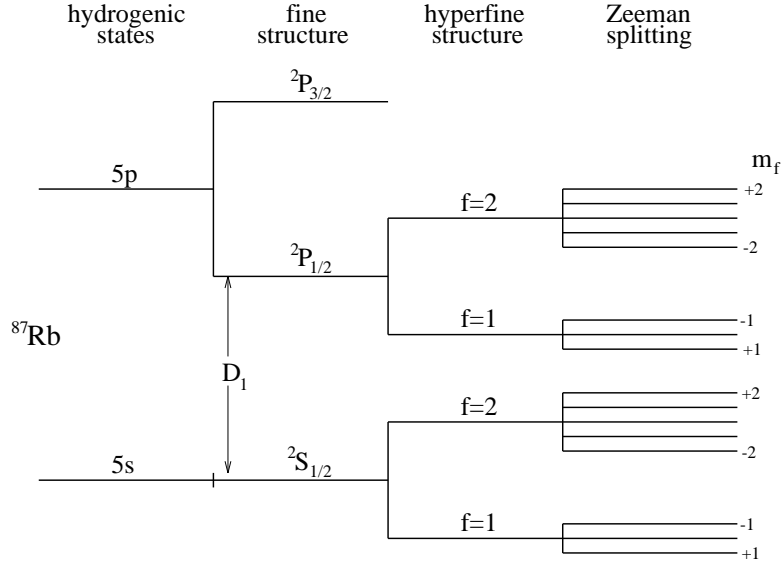 hydrogenic states
fine structure
hyperfine structure
Zeeman splitting
²P₃/₂
m_f
5p
+2
f=2
-2
²P₁/₂
-1
f=1
+1
⁸⁷Rb
D₁
+2
f=2
-2
5s
²S₁/₂
-1
f=1
+1